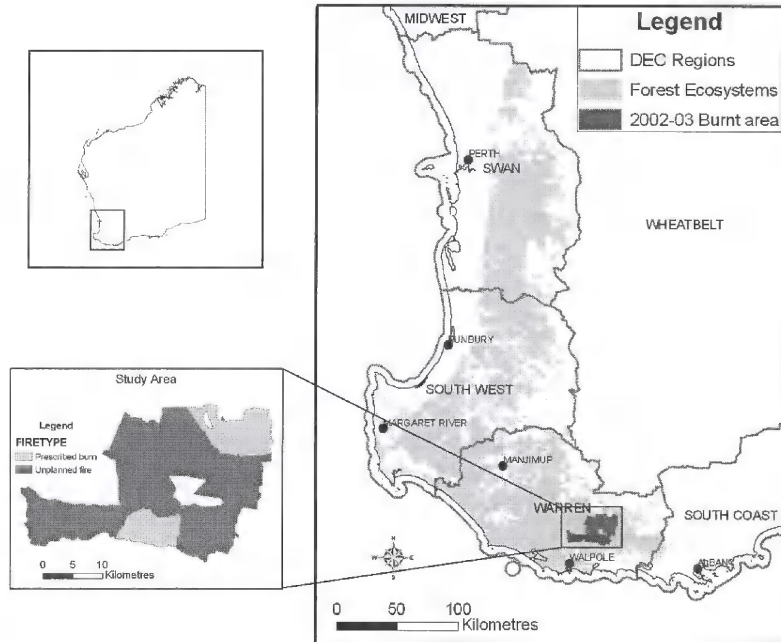 MIDWEST
Legend
DEC Regions
Forest Ecosystems
2002-03 Burnt area
PERTH
SWAN
WHEATBELT
BUNBURY
SOUTH WEST
MARGARET RIVER
MANJIMUP
WARREN
SOUTH COAST
WALPOLE
ALBANY
N
W
E
S
0 50 100
Kilometres
Study Area
Legend
FIRETYPE
Prescribed burn
Unplanned fire
0 5 10
Kilometres